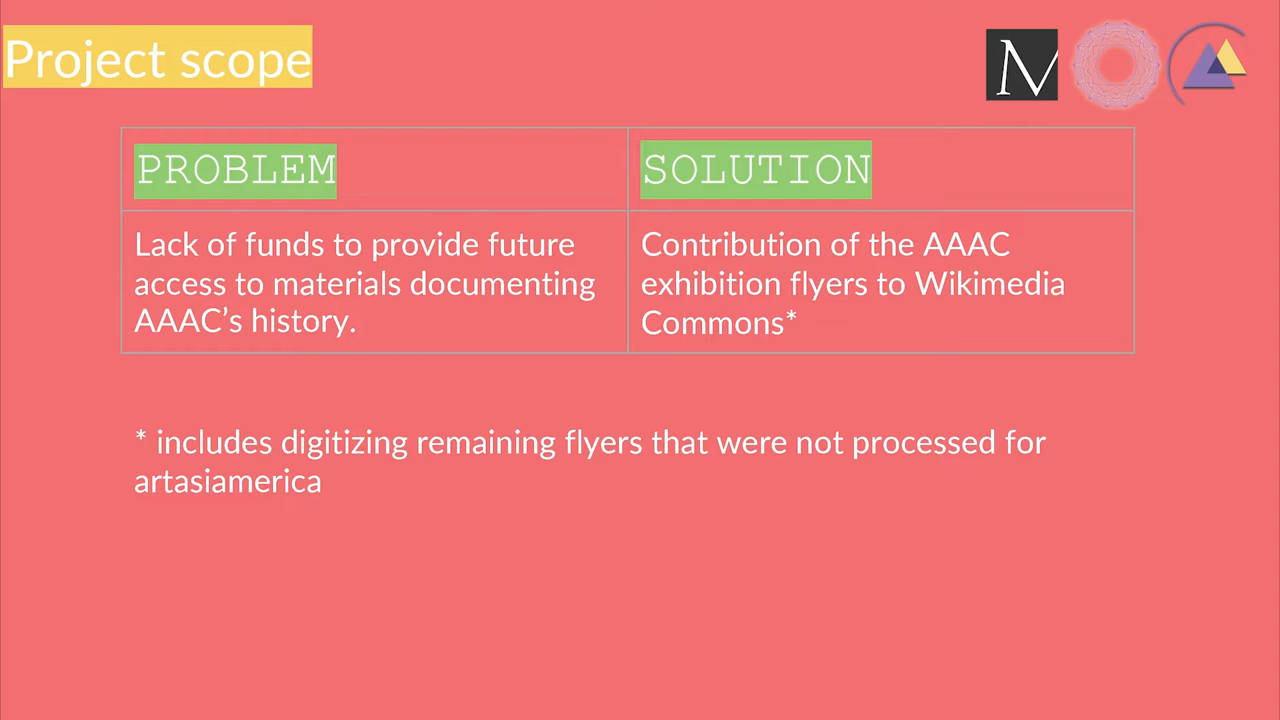 Project scope
M
PROBLEM
SOLUTION
Lack of funds to provide future
access to materials documenting
AAAC’s history.
Contribution of the AAAC
exhibition flyers to Wikimedia
Commons*
* includes digitizing remaining flyers that were not processed for
artasiamerica